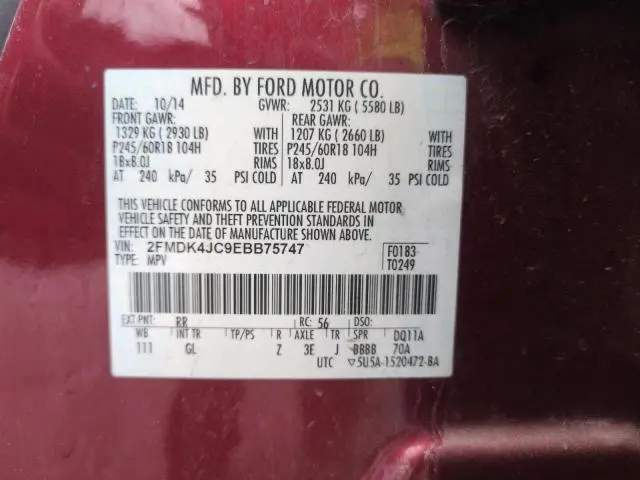 MFD. BY FORD MOTOR CO.
DATE: 10/14 GVWR: 2531 KG ( 5580 LB)
FRONT GAWR: REAR GAWR:
1329 KG ( 2930 LB) WITH 1207 KG ( 2660 LB) WITH
P245/60R18 104H TIRES P245/60R18 104H TIRES
18x8.0J RIMS 18x8.0J RIMS
AT 240 kPa/ 35 PSI COLD AT 240 kPa/ 35 PSI COLD
THIS VEHICLE CONFORMS TO ALL APPLICABLE FEDERAL MOTOR
VEHICLE SAFETY AND THEFT PREVENTION STANDARDS IN
EFFECT ON THE DATE OF MANUFACTURE SHOWN ABOVE.
VIN: 2FMDK4JC9EBB75747 F0183
TYPE: MPV T0249
EXT PNT: RR RC: 56 DSO:
WB INT TR TP/PS R AXLE TR SPR DQ11A
111 GL Z 3E J BBBB 70A
UTC ▽5U5A-1520472-BA